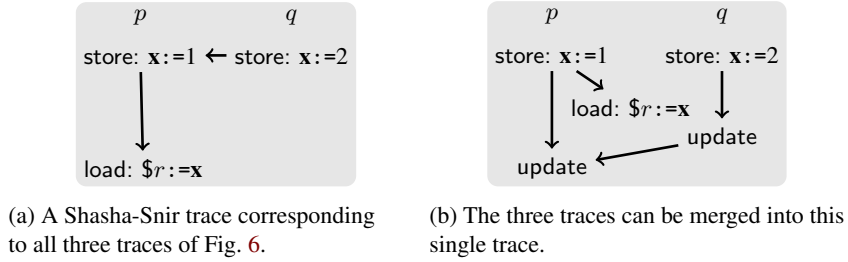 p q
store: x:=1 store: x:=2
load: $r:=x
(a) A Shasha-Snir trace corresponding
to all three traces of Fig. 6.
p q
store: x:=1 store: x:=2
load: $r:=x
update
update
(b) The three traces can be merged into this
single trace.